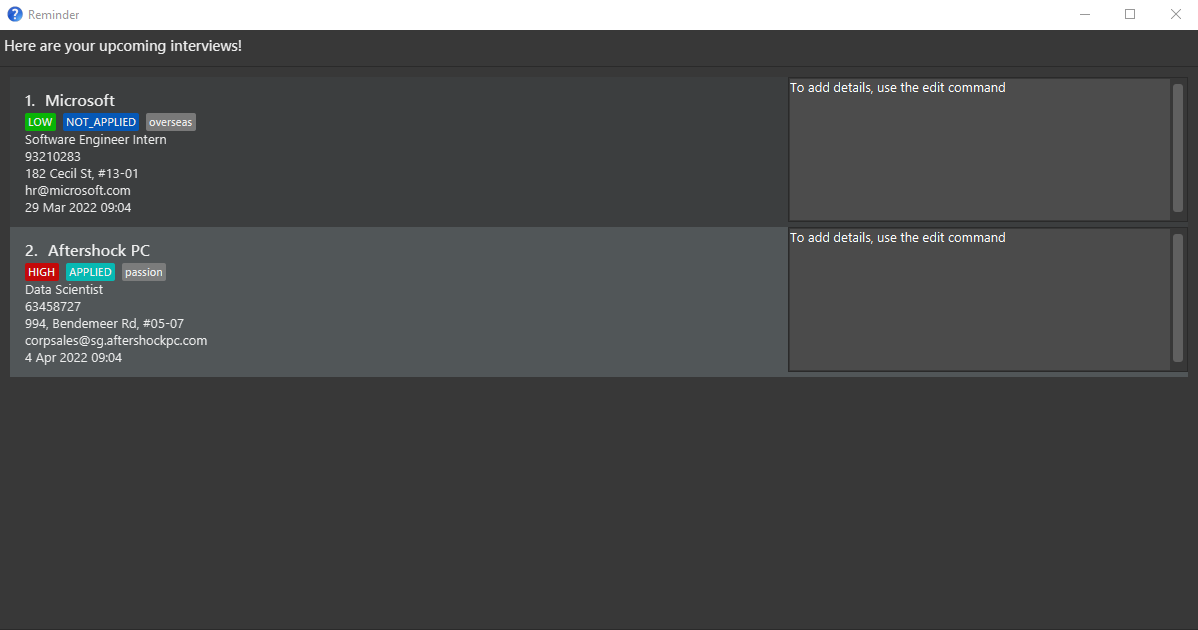 Reminder
Here are your upcoming interviews!
1. Microsoft
LOW NOT_APPLIED overseas
Software Engineer Intern
93210283
182 Cecil St, #13-01
hr@microsoft.com
29 Mar 2022 09:04
To add details, use the edit command
2. Aftershock PC
HIGH APPLIED passion
Data Scientist
63458727
994, Bendemeer Rd, #05-07
corpsales@sg.aftershockpc.com
4 Apr 2022 09:04
To add details, use the edit command